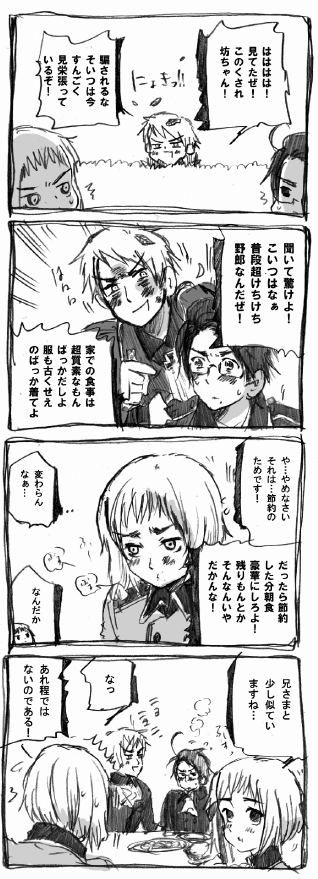 はははは!
見てたぜ!
このくされ
坊ちゃん!
にょきっ!!
騙されるな
そいつは今
すんごく
見栄張って
いるぞ!
聞いて驚けよ!
こいつはなぁ
普段超けちけち
野郎なんだぜ!
はらはら
家での食事は
超質素なもん
ばっかだしよ
服も古くせえ
のばっか着てよ
や…やめなさい
それは…節約の
ためです!
だったら節約
した分朝食
豪華にしろよ!
残りもんとか
そんなんいや
だかんな!
変わらん
なぁ…
なんだか
兄さまと
少し似てい
ますね…
なっ
あれ程では
ないのである!